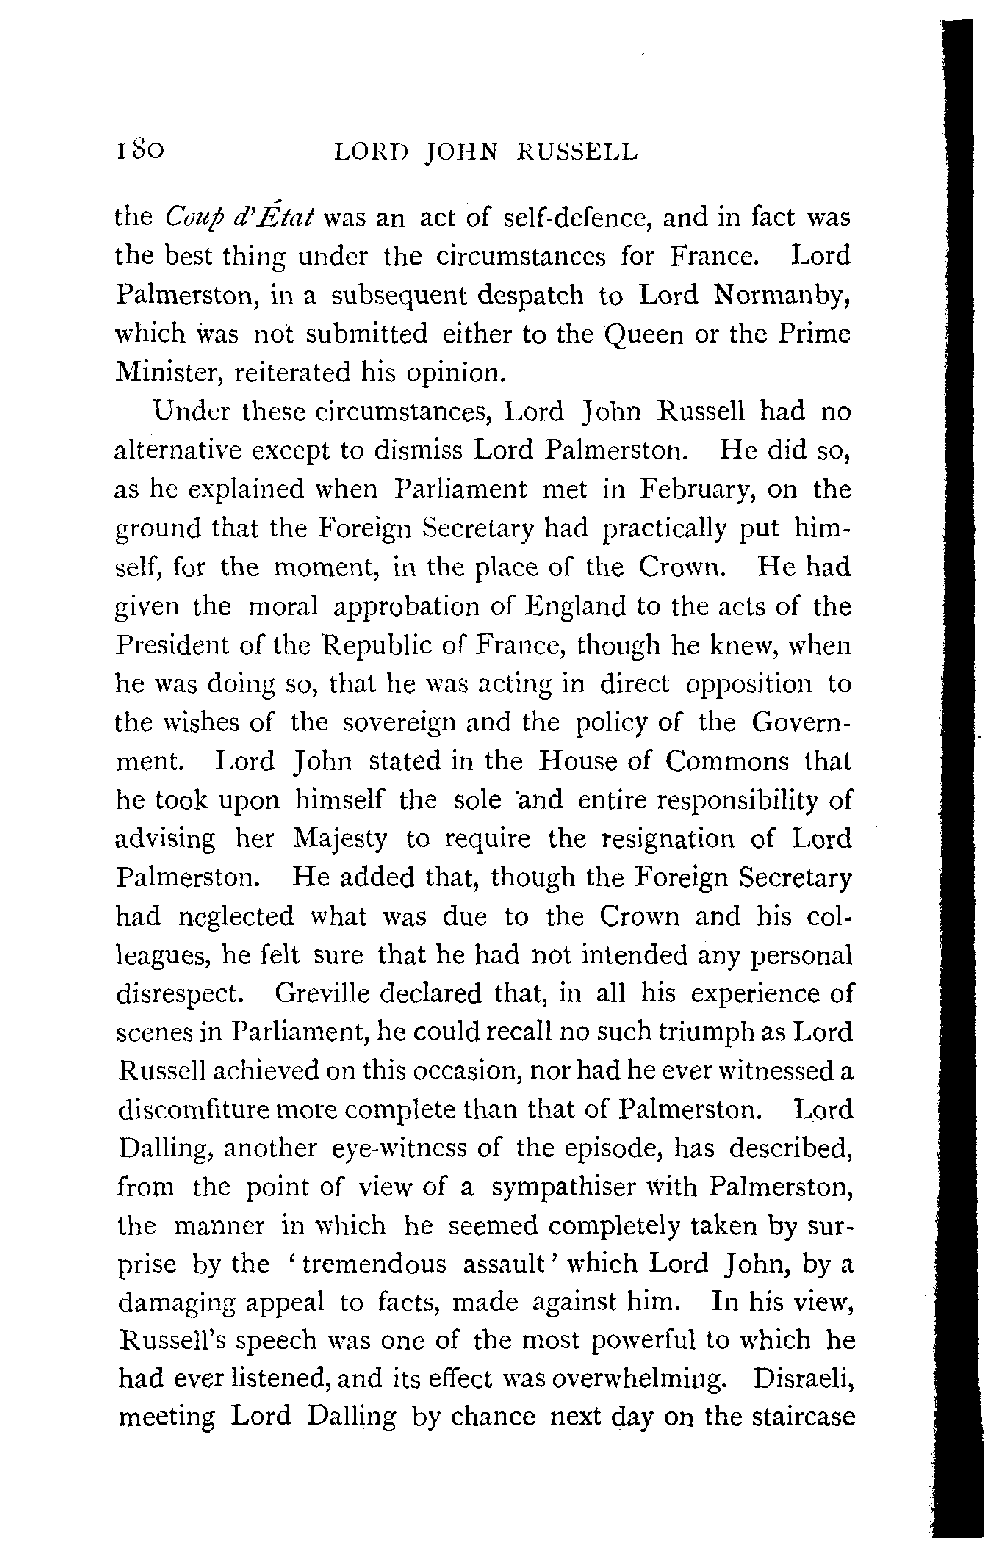 180 LORD JOHN RUSSELL
the Coup d'État was an act of self-defence, and in fact was
the best thing under the circumstances for France. Lord
Palmerston, in a subsequent despatch to Lord Normanby,
which was not submitted either to the Queen or the Prime
Minister, reiterated his opinion.
Under these circumstances, Lord John Russell had no
alternative except to dismiss Lord Palmerston. He did so,
as he explained when Parliament met in February, on the
ground that the Foreign Secretary had practically put him-
self, for the moment, in the place of the Crown. He had
given the moral approbation of England to the acts of the
President of the Republic of France, though he knew, when
he was doing so, that he was acting in direct opposition to
the wishes of the sovereign and the policy of the Govern-
ment. Lord John stated in the House of Commons that
he took upon himself the sole and entire responsibility of
advising her Majesty to require the resignation of Lord
Palmerston. He added that, though the Foreign Secretary
had neglected what was due to the Crown and his col-
leagues, he felt sure that he had not intended any personal
disrespect. Greville declared that, in all his experience of
scenes in Parliament, he could recall no such triumph as Lord
Russell achieved on this occasion, nor had he ever witnessed a
discomfiture more complete than that of Palmerston. Lord
Dalling, another eye-witness of the episode, has described,
from the point of view of a sympathiser with Palmerston,
the manner in which he seemed completely taken by sur-
prise by the ‘tremendous assault’ which Lord John, by a
damaging appeal to facts, made against him. In his view,
Russell's speech was one of the most powerful to which he
had ever listened, and its effect was overwhelming. Disraeli,
meeting Lord Dalling by chance next day on the staircase